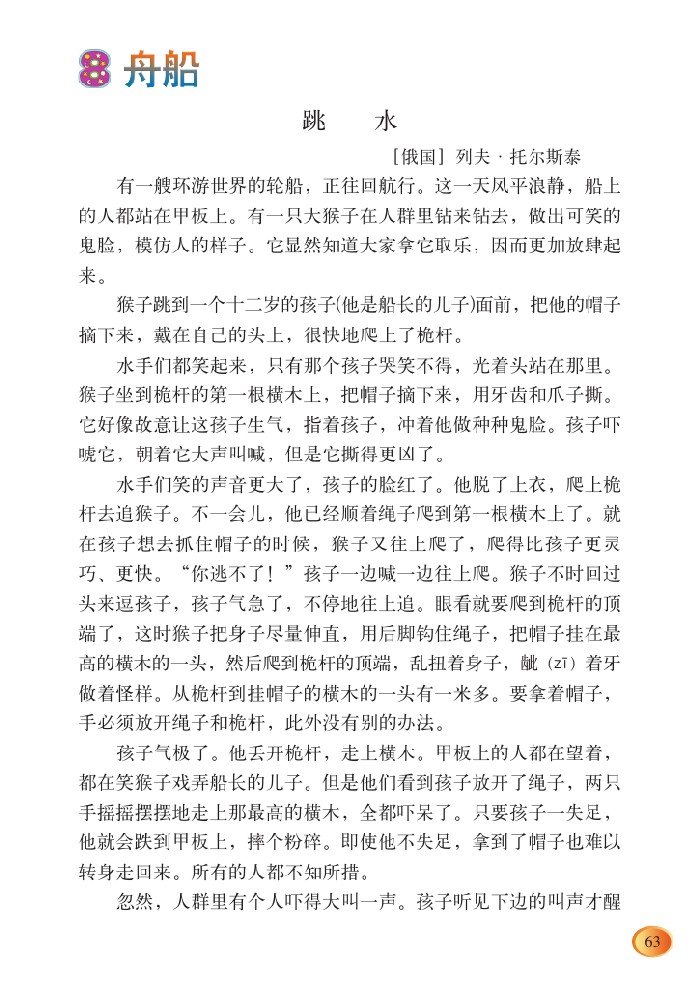 8 舟船
跳 水
［俄国］列夫·托尔斯泰
有一艘环游世界的轮船，正往回航行。这一天风平浪静，船上
的人都站在甲板上。有一只大猴子在人群里钻来钻去，做出可笑的
鬼脸，模仿人的样子。它显然知道大家拿它取乐，因而更加放肆起
来。
猴子跳到一个十二岁的孩子(他是船长的儿子)面前，把他的帽子
摘下来，戴在自己的头上，很快地爬上了桅杆。
水手们都笑起来，只有那个孩子哭笑不得，光着头站在那里。
猴子坐到桅杆的第一根横木上，把帽子摘下来，用牙齿和爪子撕。
它好像故意让这孩子生气，指着孩子，冲着他做种种鬼脸。孩子吓
唬它，朝着它大声叫喊，但是它撕得更凶了。
水手们笑的声音更大了，孩子的脸红了。他脱了上衣，爬上桅
杆去追猴子。不一会儿，他已经顺着绳子爬到第一根横木上了。就
在孩子想去抓住帽子的时候，猴子又往上爬了，爬得比孩子更灵
巧、更快。“你逃不了！”孩子一边喊一边往上爬。猴子不时回过
头来逗孩子，孩子气急了，不停地往上追。眼看就要爬到桅杆的顶
端了，这时猴子把身子尽量伸直，用后脚钩住绳子，把帽子挂在最
高的横木的一头，然后爬到桅杆的顶端，乱扭着身子，龇（zī）着牙
做着怪样。从桅杆到挂帽子的横木的一头有一米多。要拿着帽子，
手必须放开绳子和桅杆，此外没有别的办法。
孩子气极了。他丢开桅杆，走上横木。甲板上的人都在望着，
都在笑猴子戏弄船长的儿子。但是他们看到孩子放开了绳子，两只
手摇摇摆摆地走上那最高的横木，全都吓呆了。只要孩子一失足，
他就会跌到甲板上，摔个粉碎。即使他不失足，拿到了帽子也难以
转身走回来。所有的人都不知所措。
忽然，人群里有个人吓得大叫一声。孩子听见下边的叫声才醒
63